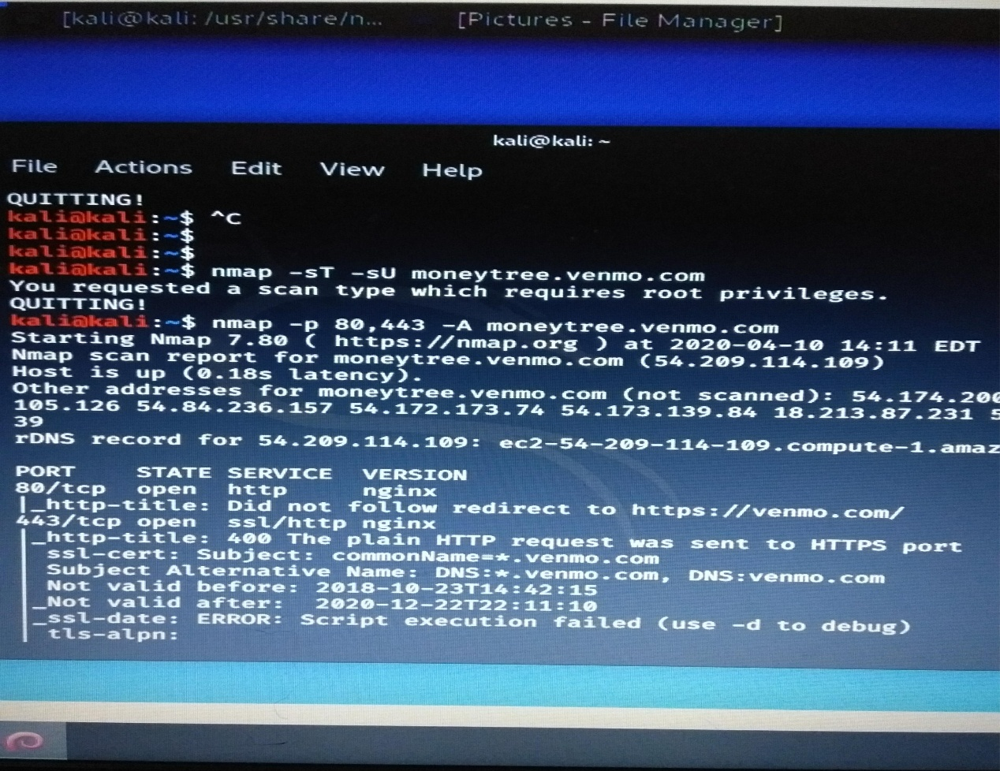 [kali@kali: /usr/share/n... [Pictures - File Manager]
kali@kali: ~
File Actions Edit View Help
QUITTING!
kali@kali:~$ ^C
kali@kali:~$
kali@kali:~$
kali@kali:~$ nmap -sT -sU moneytree.venmo.com
You requested a scan type which requires root privileges.
QUITTING!
kali@kali:~$ nmap -p 80,443 -A moneytree.venmo.com
Starting Nmap 7.80 ( https://nmap.org ) at 2020-04-10 14:11 EDT
Nmap scan report for moneytree.venmo.com (54.209.114.109)
Host is up (0.18s latency).
Other addresses for moneytree.venmo.com (not scanned): 54.174.200
105.126 54.84.236.157 54.172.173.74 54.173.139.84 18.213.87.231 5
39
rDNS record for 54.209.114.109: ec2-54-209-114-109.compute-1.amaz
PORT STATE SERVICE VERSION
80/tcp open http nginx
|_http-title: Did not follow redirect to https://venmo.com/
443/tcp open ssl/http nginx
|_http-title: 400 The plain HTTP request was sent to HTTPS port
| ssl-cert: Subject: commonName=*.venmo.com
| Subject Alternative Name: DNS:*.venmo.com, DNS:venmo.com
| Not valid before: 2018-10-23T14:42:15
|_Not valid after: 2020-12-22T22:11:10
|_ssl-date: ERROR: Script execution failed (use -d to debug)
| tls-alpn: